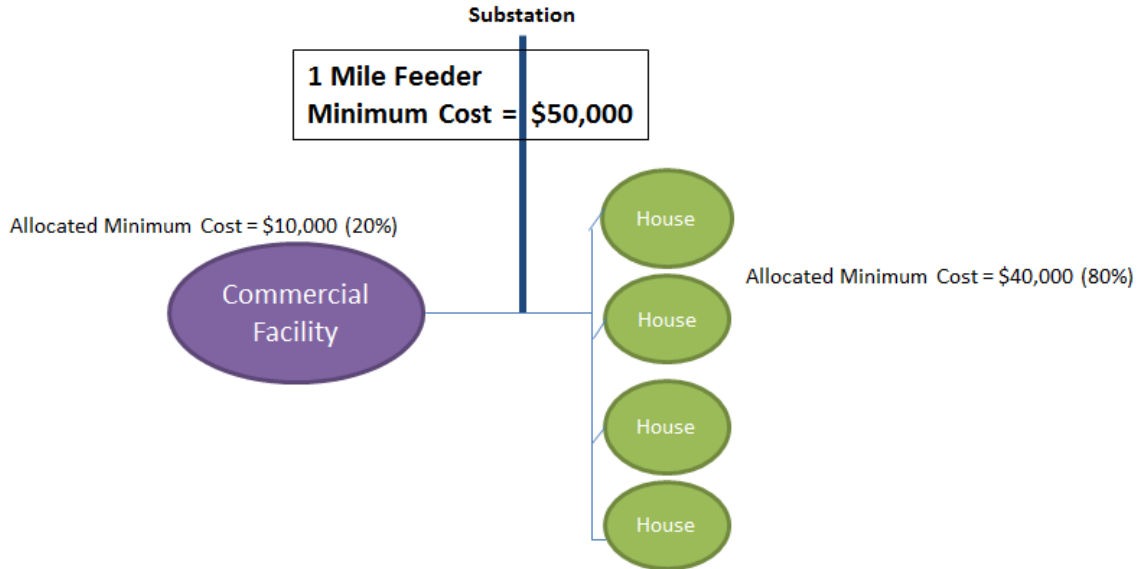 Substation
1 Mile Feeder
Minimum Cost = $50,000
Allocated Minimum Cost = $10,000 (20%)
Commercial
Facility
House
Allocated Minimum Cost = $40,000 (80%)
House
House
House